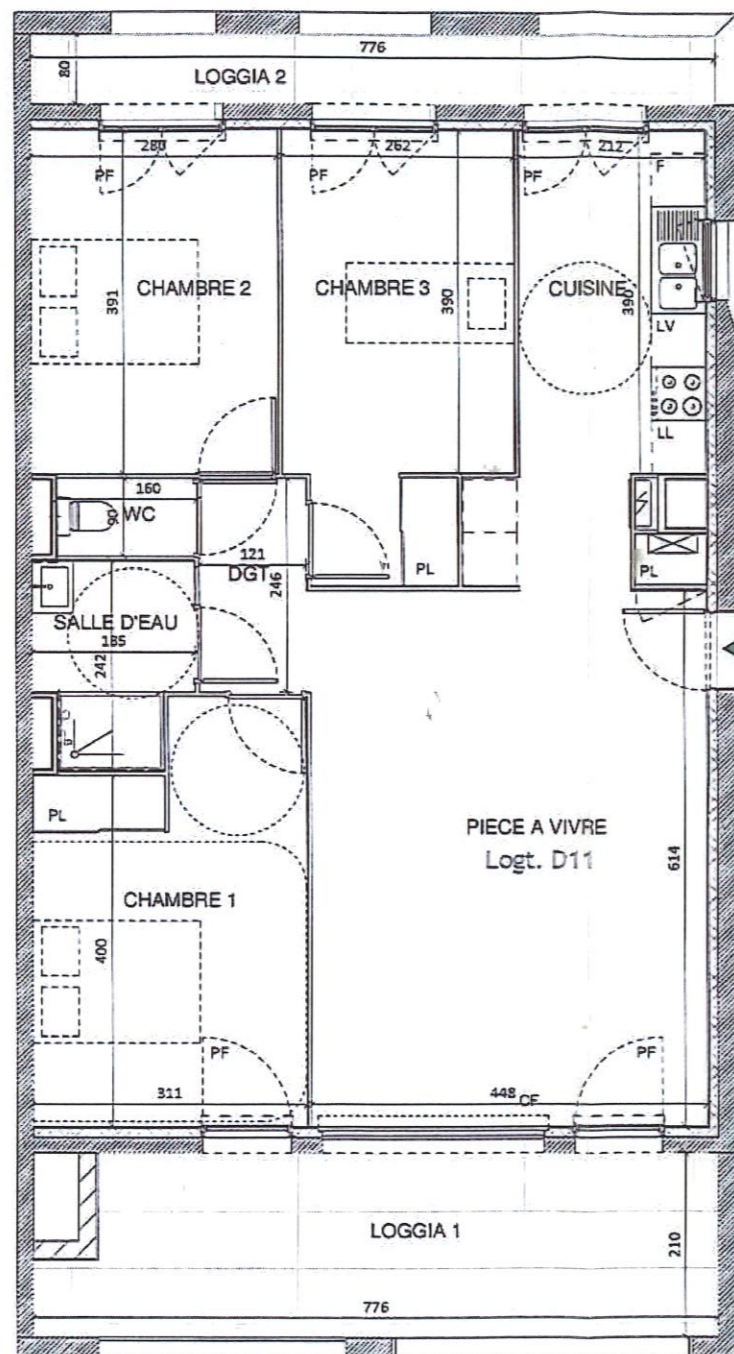 776
80
LOGGIA 2
280
262
212
PF
PF
PF
F
CHAMBRE 2
CHAMBRE 3
CUISINE
391
390
390
LV
LL
160
WC
90
121
DGT
246
PL
PL
SALLE D'EAU
185
242
PL
PIECE A VIVRE
Logt. D11
614
CHAMBRE 1
400
PF
PF
311
448
CF
LOGGIA 1
210
776